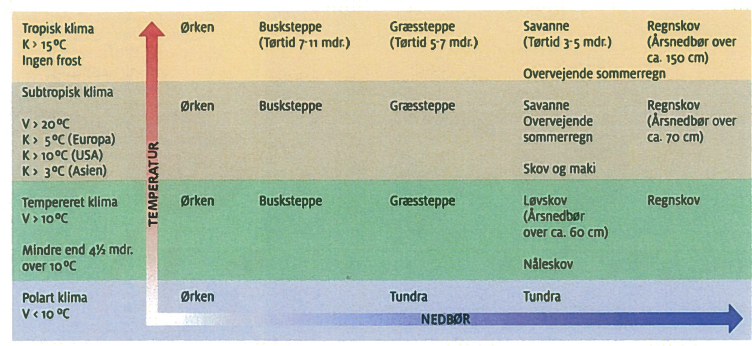 Tropisk klima
K > 15°C
Ingen frost
Ørken
Busksteppe
(Tørtid 7-11 mdr.)
Græssteppe
(Tørtid 5-7 mdr.)
Savanne
(Tørtid 3-5 mdr.)
Overvejende sommerregn
Regnskov
(Årsnedbør over
ca. 150 cm)
Subtropisk klima
V > 20°C
K > 5°C (Europa)
K > 10°C (USA)
K > 3°C (Asien)
Ørken
Busksteppe
Græssteppe
Savanne
Overvejende
sommerregn
Skov og maki
Regnskov
(Årsnedbør over
ca. 70 cm)
Tempereret klima
V > 10°C
Mindre end 4½ mdr.
over 10°C
Ørken
Busksteppe
Græssteppe
Løvskov
(Årsnedbør
over ca. 60 cm)
Nåleskov
Regnskov
Polart klima
V < 10°C
Ørken
Tundra
Tundra
TEMPERATUR
NEDBØR